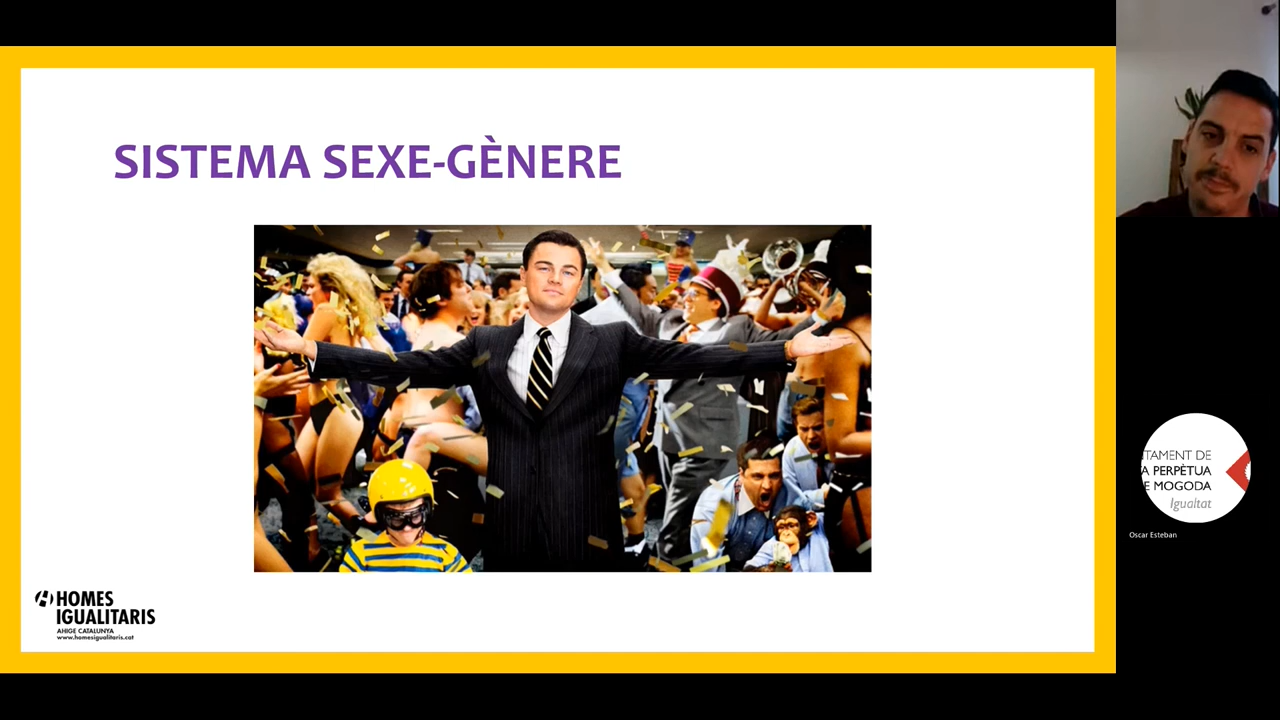 SISTEMA SEXE-GÈNERE
HOMES
IGUALITARIS
AHIGE CATALUNYA
www.homesigualitaris.cat
TAMENT DE
A PERPÈTUA
E MOGODA
Igualtat
Oscar Esteban